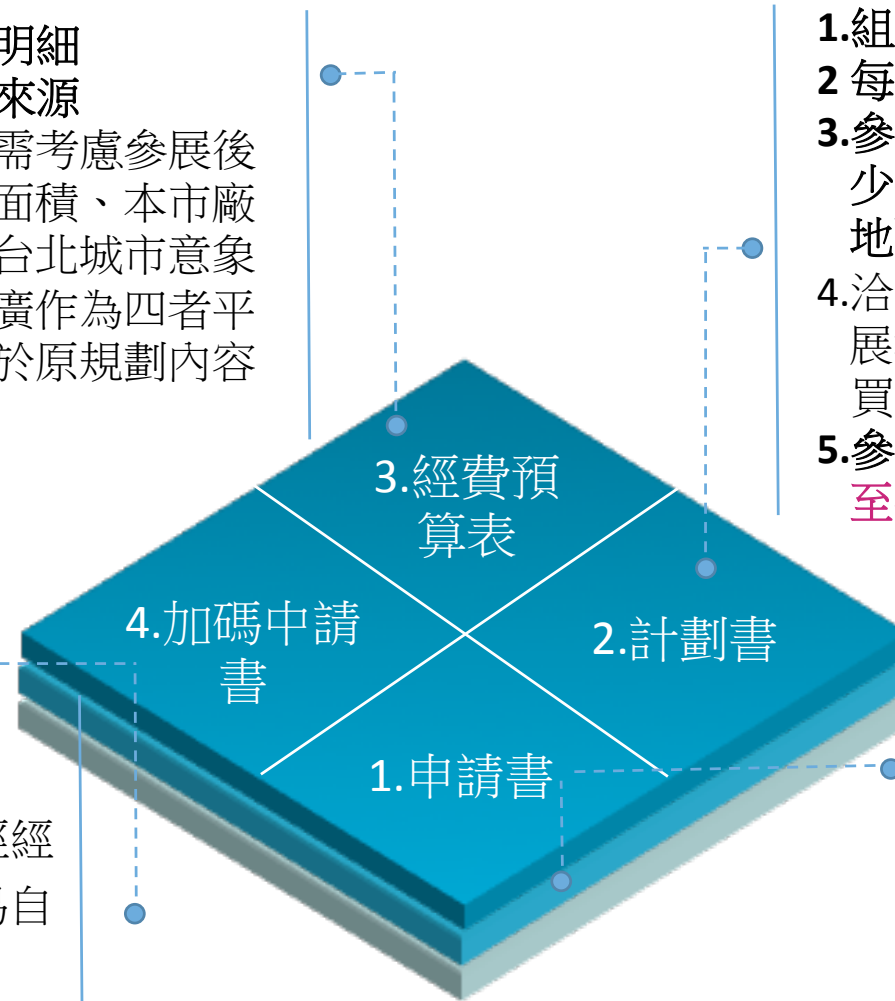 明細
來源
需考慮參展後
面積、本市廠
台北城市意象
廣作為四者平
於原規劃內容
1.組
2 每
3.參
少
地
4.洽
展
買
5.參
至
3.經費預
算表
4.加碼中請
書
2.計劃書
1.申請書
經
自